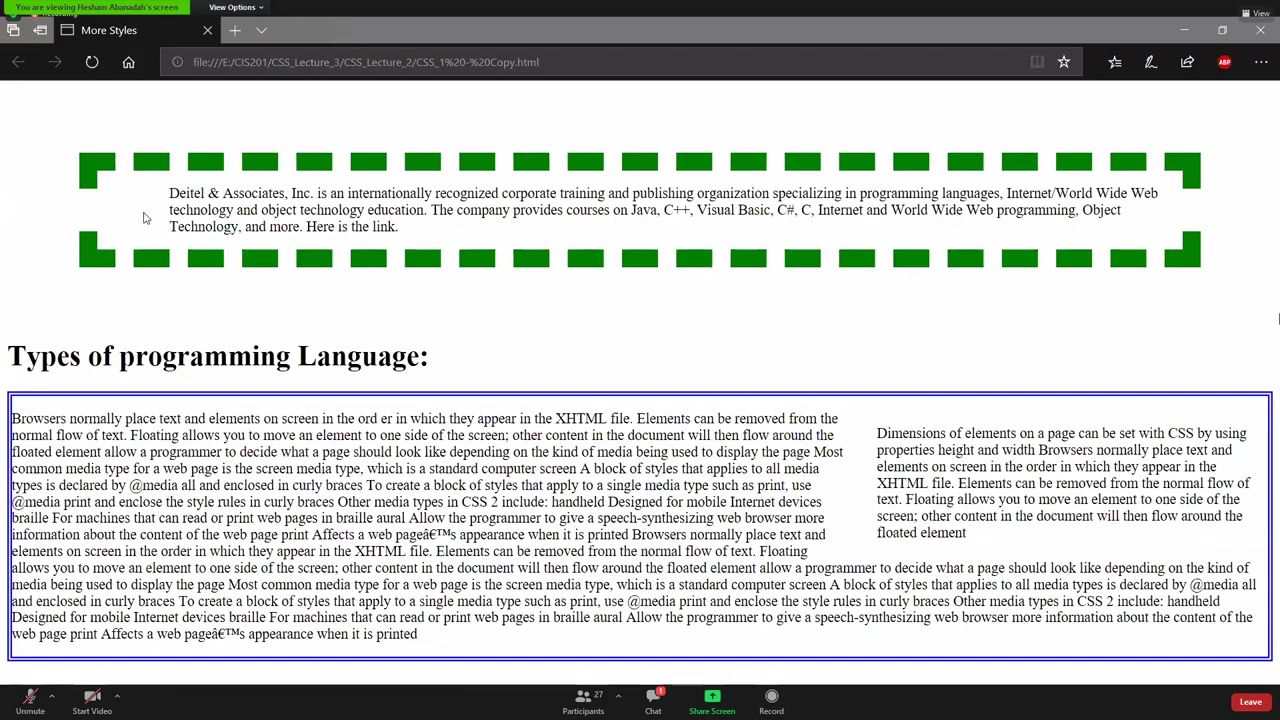 You are viewing Hesham Abanadah's screen
View Options
View
More Styles
file:///E:/CIS201/CSS_Lecture_3/CSS_Lecture_2/CSS_1%20-%20Copy.html
ABP
Deitel & Associates, Inc. is an internationally recognized corporate training and publishing organization specializing in programming languages, Internet/World Wide Web
technology and object technology education. The company provides courses on Java, C++, Visual Basic, C#, C, Internet and World Wide Web programming, Object
Technology, and more. Here is the link.
Types of programming Language:
Browsers normally place text and elements on screen in the ord er in which they appear in the XHTML file. Elements can be removed from the
normal flow of text. Floating allows you to move an element to one side of the screen; other content in the document will then flow around the
floated element allow a programmer to decide what a page should look like depending on the kind of media being used to display the page Most
common media type for a web page is the screen media type, which is a standard computer screen A block of styles that applies to all media
types is declared by @media all and enclosed in curly braces To create a block of styles that apply to a single media type such as print, use
@media print and enclose the style rules in curly braces Other media types in CSS 2 include: handheld Designed for mobile Internet devices
braille For machines that can read or print web pages in braille aural Allow the programmer to give a speech-synthesizing web browser more
information about the content of the web page print Affects a web pageâ€™s appearance when it is printed Browsers normally place text and
elements on screen in the order in which they appear in the XHTML file. Elements can be removed from the normal flow of text. Floating
allows you to move an element to one side of the screen; other content in the document will then flow around the floated element allow a programmer to decide what a page should look like depending on the kind of
media being used to display the page Most common media type for a web page is the screen media type, which is a standard computer screen A block of styles that applies to all media types is declared by @media all
and enclosed in curly braces To create a block of styles that apply to a single media type such as print, use @media print and enclose the style rules in curly braces Other media types in CSS 2 include: handheld
Designed for mobile Internet devices braille For machines that can read or print web pages in braille aural Allow the programmer to give a speech-synthesizing web browser more information about the content of the
web page print Affects a web pageâ€™s appearance when it is printed
Dimensions of elements on a page can be set with CSS by using
properties height and width Browsers normally place text and
elements on screen in the order in which they appear in the
XHTML file. Elements can be removed from the normal flow of
text. Floating allows you to move an element to one side of the
screen; other content in the document will then flow around the
floated element
Unmute
Start Video
27
Participants
1
Chat
Share Screen
Record
Leave